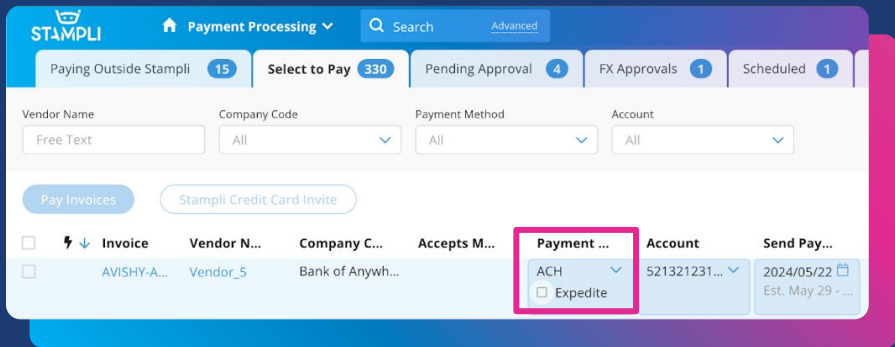 STAMPLI
Payment Processing
Search
Advanced
Paying Outside Stampli 15
Select to Pay 330
Pending Approval 4
FX Approvals 1
Scheduled 1
Vendor Name
Company Code
Payment Method
Account
Free Text
All
All
All
Pay Invoices
Stampli Credit Card Invite
Invoice
Vendor N...
Company C...
Accepts M...
Payment ...
Account
Send Pay...
AVISHY-A...
Vendor_5
Bank of Anywh...
ACH
521321231...
2024/05/22
Expedite
Est. May 29 - ...